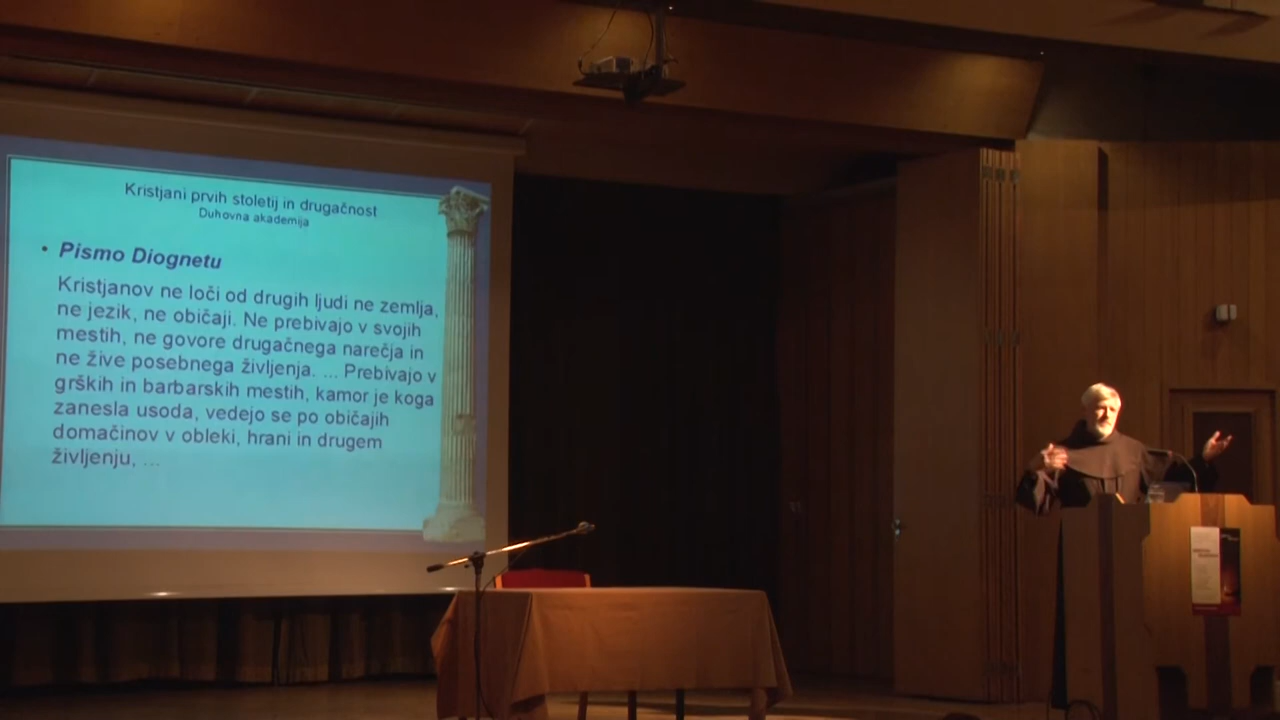 Kristjani prvih stoletij in drugačnost
Duhovna akademija
• Pismo Diognetu
Kristjanov ne loči od drugih ljudi ne zemlja,
ne jezik, ne običaji. Ne prebivajo v svojih
mestih, ne govore drugačnega narečja in
ne žive posebnega življenja. ... Prebivajo v
grških in barbarskih mestih, kamor je koga
zanesla usoda, vedejo se po običajih
domačinov v obleki, hrani in drugem
življenju, ...